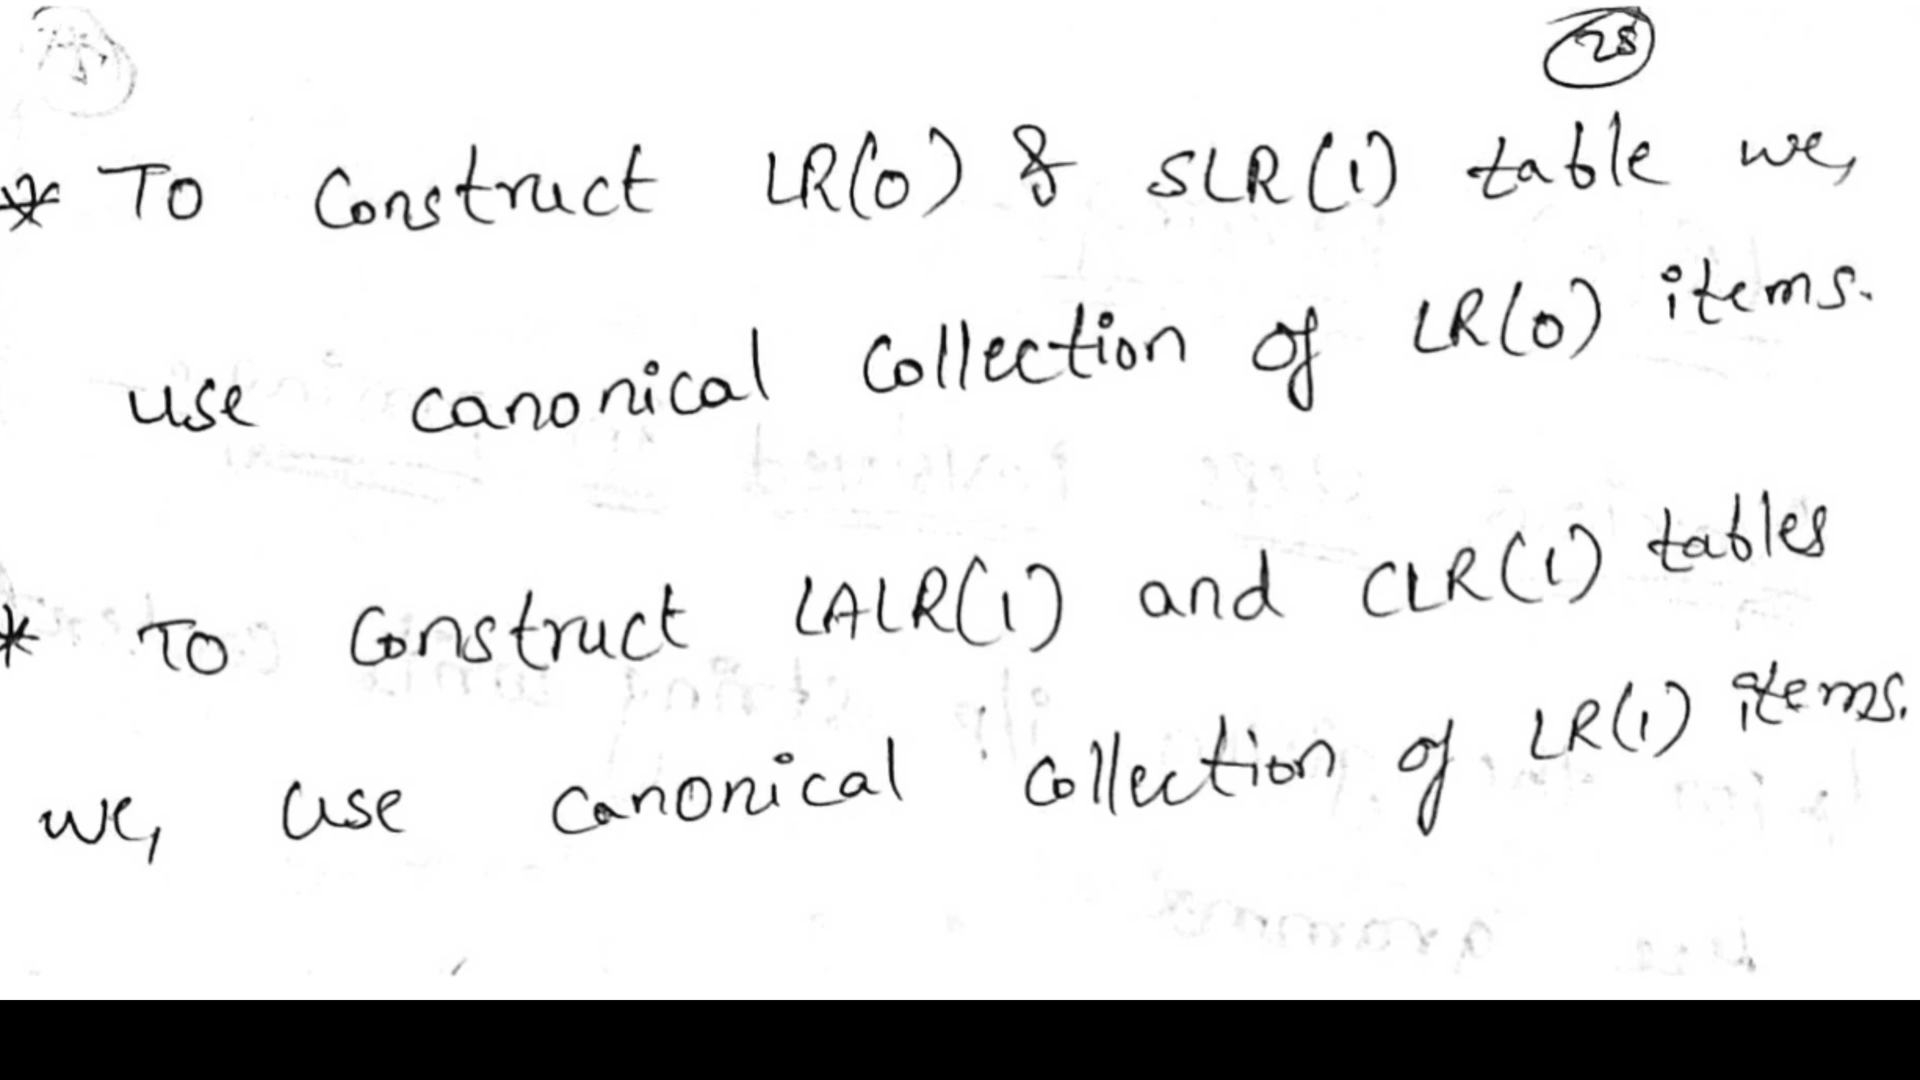 25
* To Construct LR(0) & SLR(1) table we,
use canonical Collection of LR(0) items.
* To Construct LALR(1) and CLR(1) tables
we, use canonical Collection of LR(1) items.